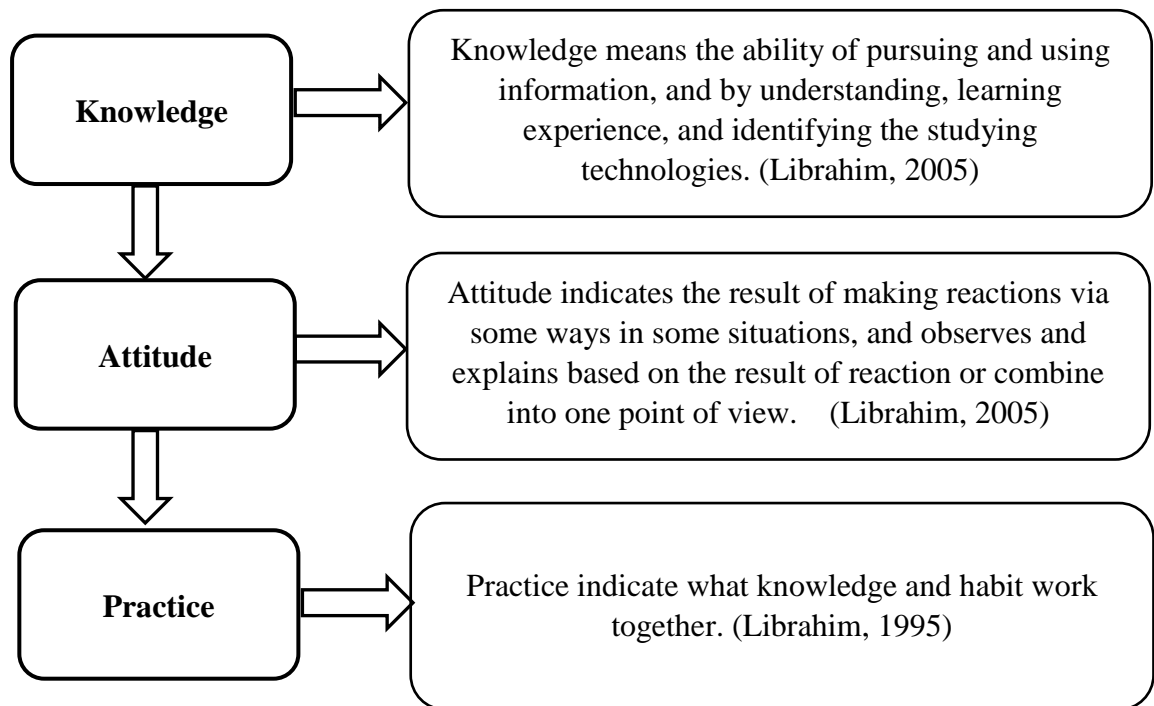 Knowledge
Knowledge means the ability of pursuing and using
information, and by understanding, learning
experience, and identifying the studying
technologies. (Librahim, 2005)
Attitude
Attitude indicates the result of making reactions via
some ways in some situations, and observes and
explains based on the result of reaction or combine
into one point of view. (Librahim, 2005)
Practice
Practice indicate what knowledge and habit work
together. (Librahim, 1995)